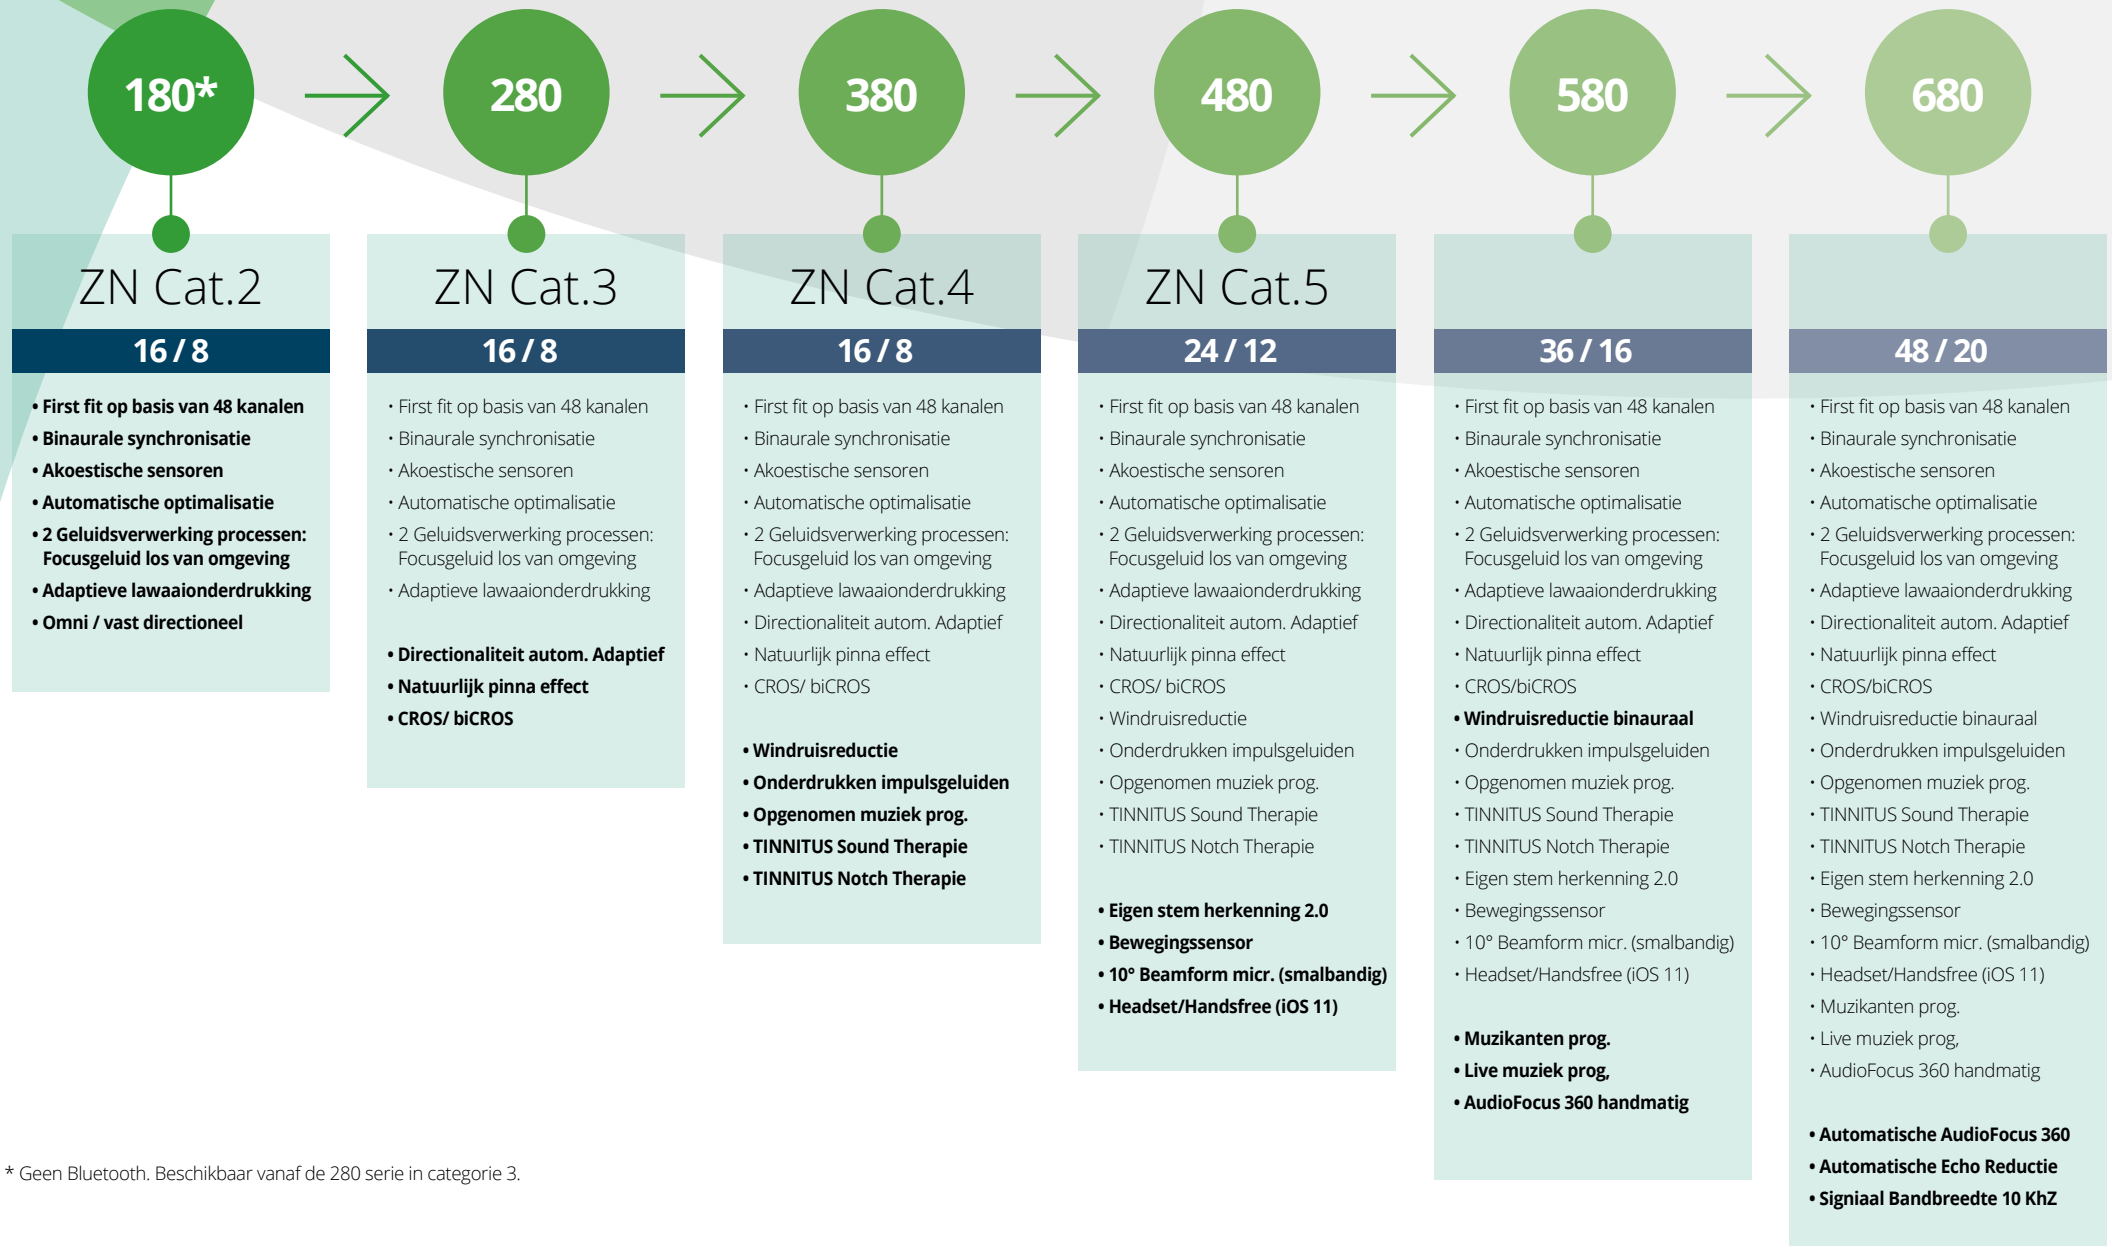 180*
280
380
480
580
680
ZN Cat.2
16 / 8
• First fit op basis van 48 kanalen
• Binaurale synchronisatie
• Akoestische sensoren
• Automatische optimalisatie
• 2 Geluidsverwerking processen:
Focusgeluid los van omgeving
• Adaptieve lawaaionderdrukking
• Omni / vast directioneel
ZN Cat.3
16 / 8
• First fit op basis van 48 kanalen
• Binaurale synchronisatie
• Akoestische sensoren
• Automatische optimalisatie
• 2 Geluidsverwerking processen:
Focusgeluid los van omgeving
• Adaptieve lawaaionderdrukking
• Directionaliteit autom. Adaptief
• Natuurlijk pinna effect
• CROS/ biCROS
ZN Cat.4
16 / 8
• First fit op basis van 48 kanalen
• Binaurale synchronisatie
• Akoestische sensoren
• Automatische optimalisatie
• 2 Geluidsverwerking processen:
Focusgeluid los van omgeving
• Adaptieve lawaaionderdrukking
• Directionaliteit autom. Adaptief
• Natuurlijk pinna effect
• CROS/ biCROS
• Windruisreductie
• Onderdrukken impulsgeluiden
• Opgenomen muziek prog.
• TINNITUS Sound Therapie
• TINNITUS Notch Therapie
ZN Cat.5
24 / 12
• First fit op basis van 48 kanalen
• Binaurale synchronisatie
• Akoestische sensoren
• Automatische optimalisatie
• 2 Geluidsverwerking processen:
Focusgeluid los van omgeving
• Adaptieve lawaaionderdrukking
• Directionaliteit autom. Adaptief
• Natuurlijk pinna effect
• CROS/ biCROS
• Windruisreductie
• Onderdrukken impulsgeluiden
• Opgenomen muziek prog.
• TINNITUS Sound Therapie
• TINNITUS Notch Therapie
• Eigen stem herkenning 2.0
• Bewegingssensor
• 10° Beamform micr. (smalbandig)
• Headset/Handsfree (iOS 11)
36 / 16
• First fit op basis van 48 kanalen
• Binaurale synchronisatie
• Akoestische sensoren
• Automatische optimalisatie
• 2 Geluidsverwerking processen:
Focusgeluid los van omgeving
• Adaptieve lawaaionderdrukking
• Directionaliteit autom. Adaptief
• Natuurlijk pinna effect
• CROS/biCROS
• Windruisreductie binauraal
• Onderdrukken impulsgeluiden
• Opgenomen muziek prog.
• TINNITUS Sound Therapie
• TINNITUS Notch Therapie
• Eigen stem herkenning 2.0
• Bewegingssensor
• 10° Beamform micr. (smalbandig)
• Headset/Handsfree (iOS 11)
• Muzikanten prog.
• Live muziek prog,
• AudioFocus 360 handmatig
48 / 20
• First fit op basis van 48 kanalen
• Binaurale synchronisatie
• Akoestische sensoren
• Automatische optimalisatie
• 2 Geluidsverwerking processen:
Focusgeluid los van omgeving
• Adaptieve lawaaionderdrukking
• Directionaliteit autom. Adaptief
• Natuurlijk pinna effect
• CROS/biCROS
• Windruisreductie binauraal
• Onderdrukken impulsgeluiden
• Opgenomen muziek prog.
• TINNITUS Sound Therapie
• TINNITUS Notch Therapie
• Eigen stem herkenning 2.0
• Bewegingssensor
• 10° Beamform micr. (smalbandig)
• Headset/Handsfree (iOS 11)
• Muzikanten prog.
• Live muziek prog,
• AudioFocus 360 handmatig
• Automatische AudioFocus 360
• Automatische Echo Reductie
• Signiaal Bandbreedte 10 KhZ
* Geen Bluetooth. Beschikbaar vanaf de 280 serie in categorie 3.